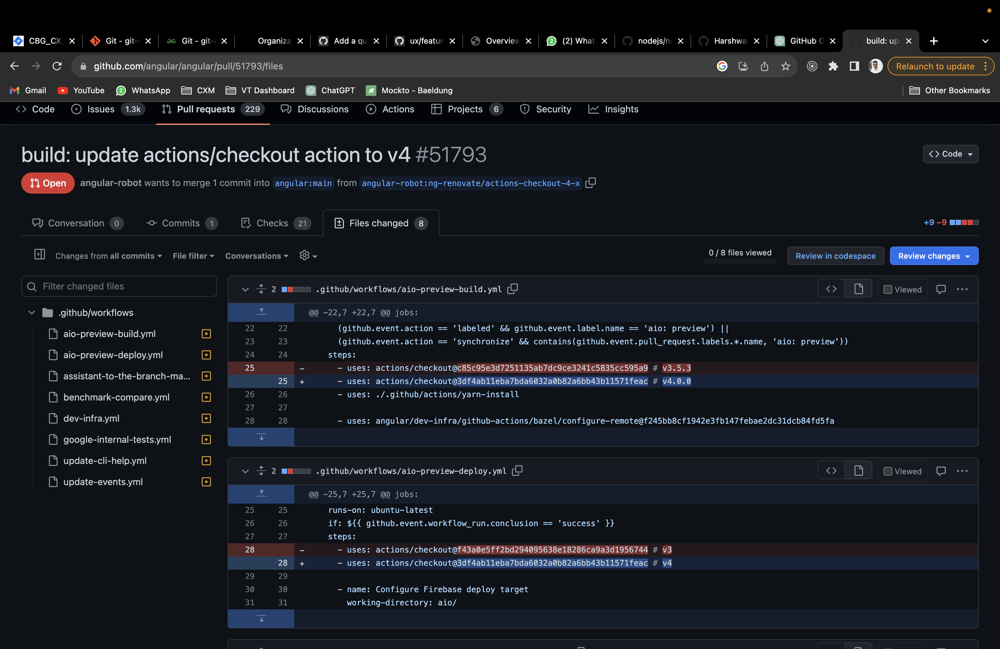 CBG_CX
Git - git-
Git - git-
Organiza
Add a qu
ux/featur
Overview
2 (2) What
nodejs/n
Harshwa
GitHub
build: up
github.com/angular/angular/pull/51793/files
Relaunch to update
Gmail YouTube 2 WhatsApp CXM VT Dashboard ChatGPT Mockto - Baeldung Other Bookmarks
Code Issues 1.3k Pull requests 229 Discussions Actions Projects 6 Security Insights
build: update actions/checkout action to v4 #51793
Code
Open angular-robot wants to merge 1 commit into angular:main from angular-robot:ng-renovate/actions-checkout-4-x
Conversation 0 Commits 1 Checks 21 Files changed 8 +9 −9
Changes from all commits File filter Conversations 0 / 8 files viewed Review in codespace Review changes
Filter changed files
.github/workflows
aio-preview-build.yml
aio-preview-deploy.yml
assistant-to-the-branch-ma...
benchmark-compare.yml
dev-infra.yml
google-internal-tests.yml
update-cli-help.yml
update-events.yml
2 .github/workflows/aio-preview-build.yml Viewed
@@ -22,7 +22,7 @@ jobs:
22 22 (github.event.action == 'labeled' && github.event.label.name == 'aio: preview') ||
23 23 (github.event.action == 'synchronize' && contains(github.event.pull_request.labels.*.name, 'aio: preview'))
24 24 steps:
25 - - uses: actions/checkout@c85c95e3d7251135ab7dc9ce3241c5835cc595a9 # v3.5.3
25 + - uses: actions/checkout@3df4ab11eba7bda6032a0b82a6bb43b11571feac # v4.0.0
26 26 - uses: ./.github/actions/yarn-install
27 27
28 28 - uses: angular/dev-infra/github-actions/bazel/configure-remote@f245bb8cf1942e3fb147febae2dc31dcb84fd5fa
2 .github/workflows/aio-preview-deploy.yml Viewed
@@ -25,7 +25,7 @@ jobs:
25 25 runs-on: ubuntu-latest
26 26 if: ${{ github.event.workflow_run.conclusion == 'success' }}
27 27 steps:
28 - - uses: actions/checkout@f43a0e5ff2bd294095638e18286ca9a3d1956744 # v3
28 + - uses: actions/checkout@3df4ab11eba7bda6032a0b82a6bb43b11571feac # v4
29 29
30 30 - name: Configure Firebase deploy target
31 31 working-directory: aio/